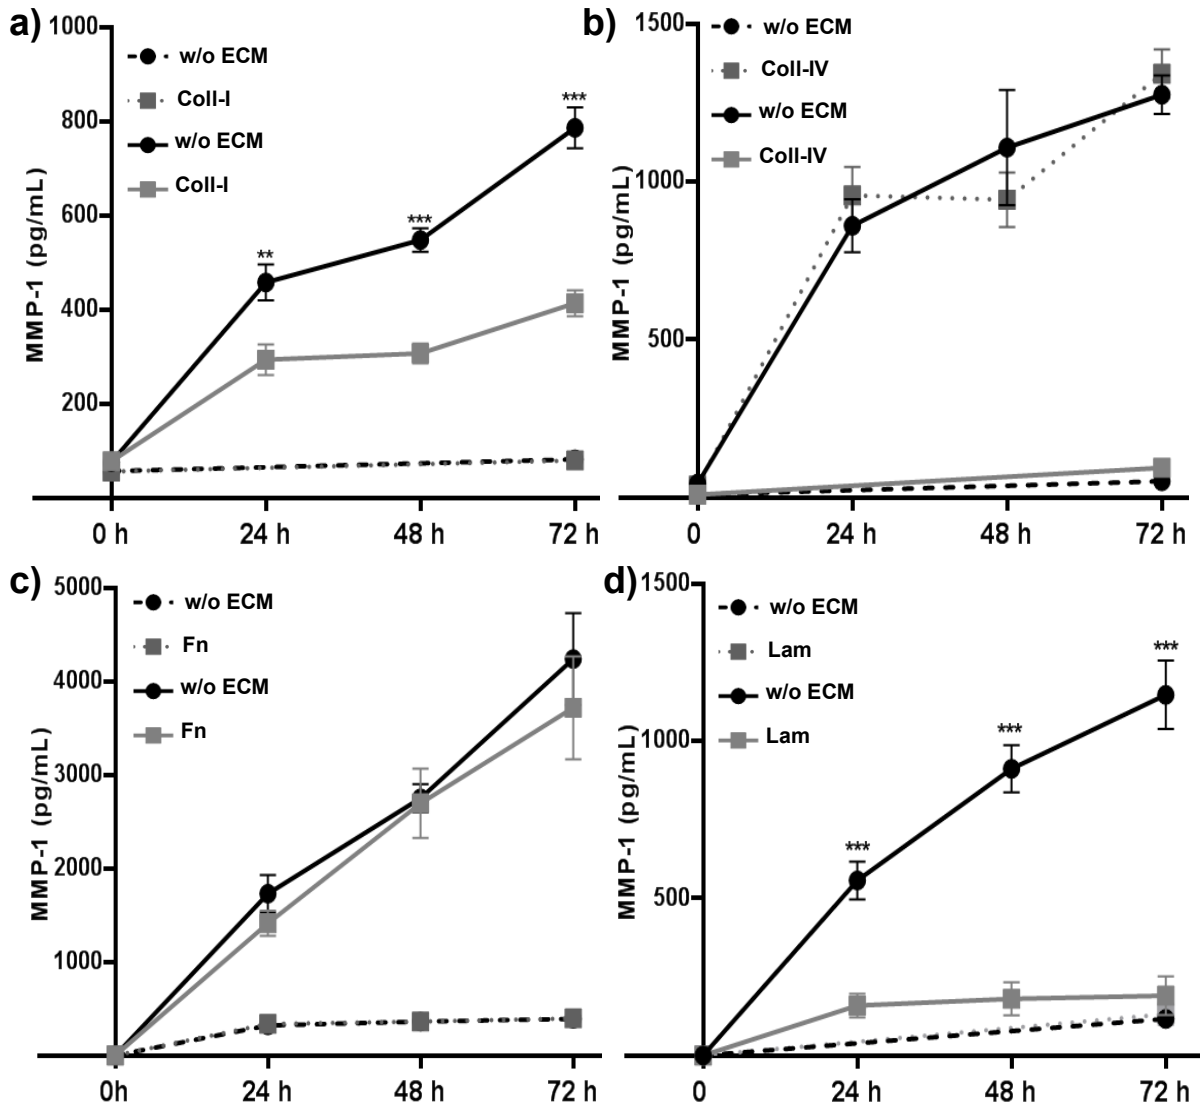 a)
1000
800
600
400
200
MMP-1 (pg/mL)
w/o ECM
Coll-I
w/o ECM
Coll-I
**
***
***
0 h
24 h
48 h
72 h
b)
1500
1000
500
MMP-1 (pg/mL)
w/o ECM
Coll-IV
w/o ECM
Coll-IV
0
24 h
48 h
72 h
c)
5000
4000
3000
2000
1000
MMP-1 (pg/mL)
w/o ECM
Fn
w/o ECM
Fn
0h
24 h
48 h
72 h
d)
1500
1000
500
MMP-1 (pg/mL)
w/o ECM
Lam
w/o ECM
Lam
***
***
***
0
24 h
48 h
72 h